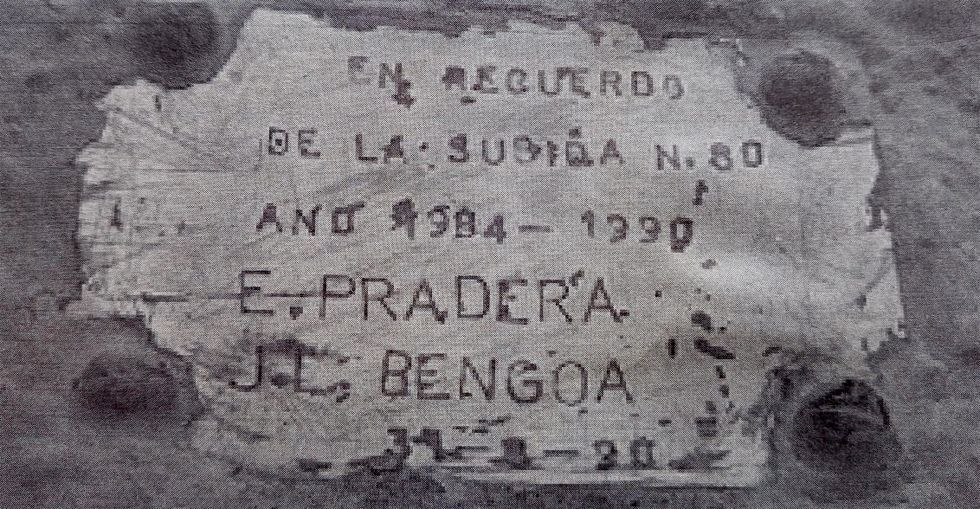 EN RECUERDO
DE LA SUBIDA N. 80
AÑO 1984 – 1990
E. PRADERA
J.L. BENGOA